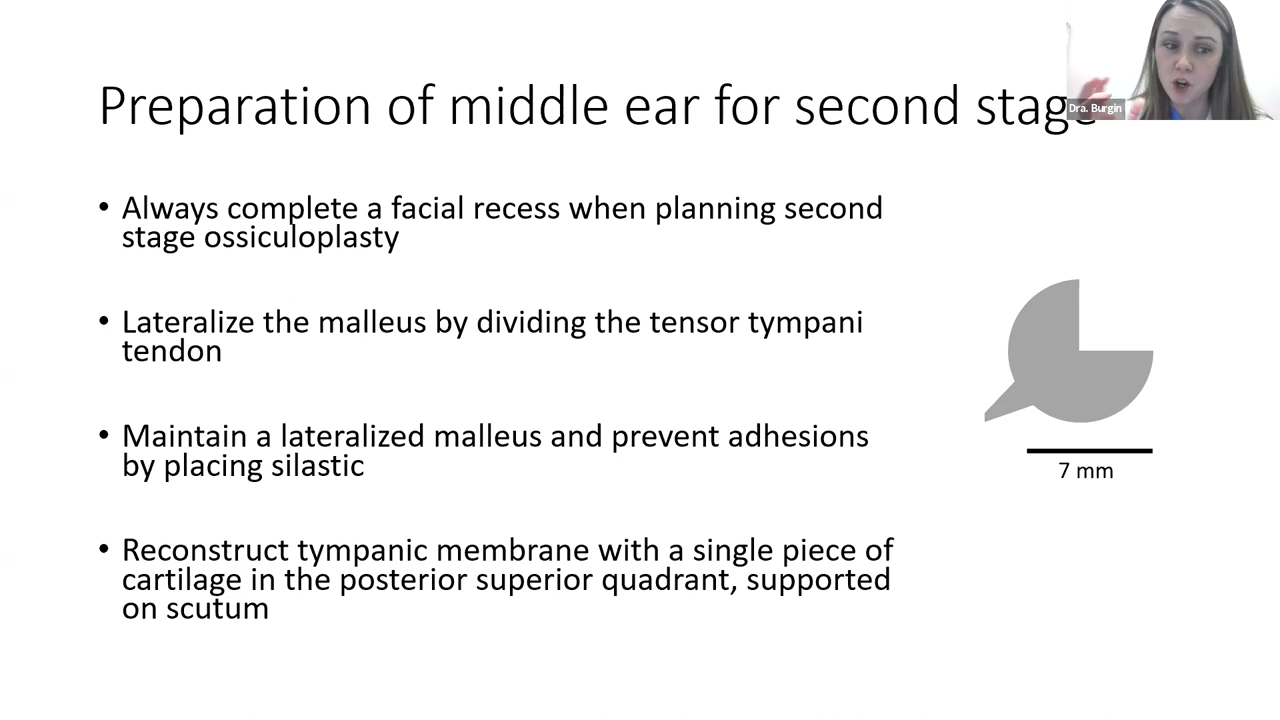 Preparation of middle ear for second stage
Dra. Burgin
• Always complete a facial recess when planning second
stage ossiculoplasty
• Lateralize the malleus by dividing the tensor tympani
tendon
• Maintain a lateralized malleus and prevent adhesions
by placing silastic
7 mm
• Reconstruct tympanic membrane with a single piece of
cartilage in the posterior superior quadrant, supported
on scutum